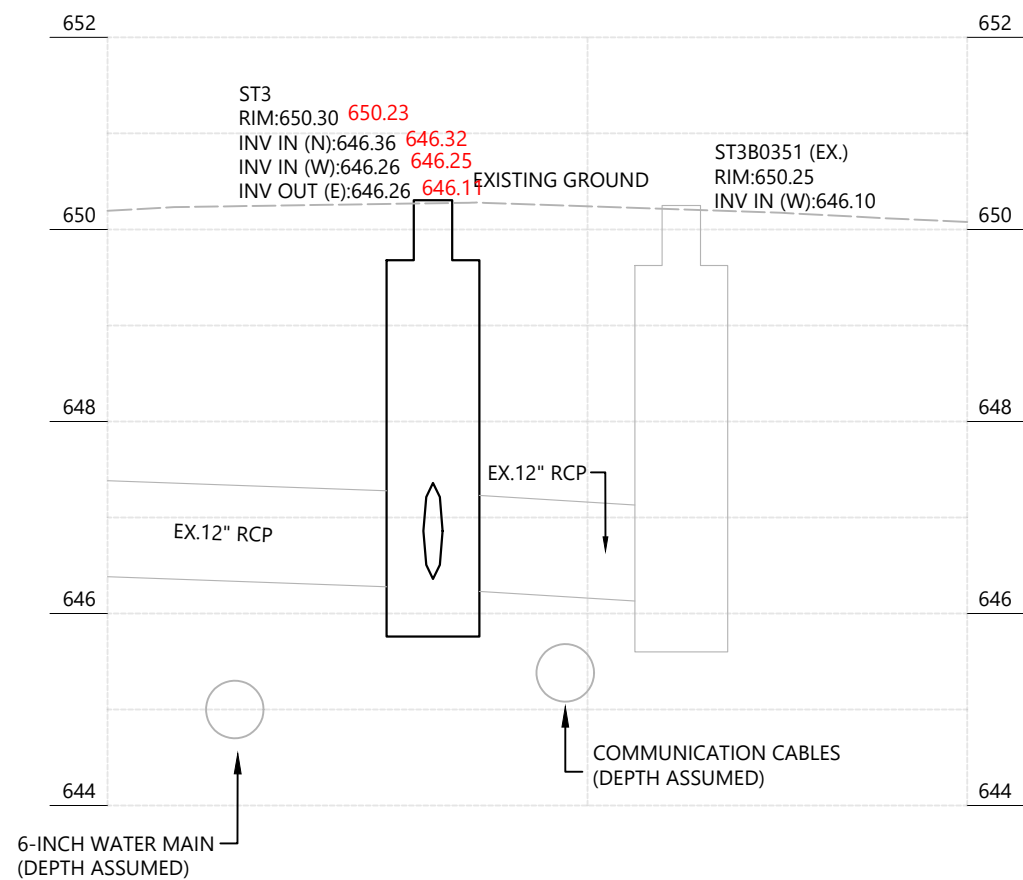 652
652
ST3
RIM:650.30 650.23
INV IN (N):646.36 646.32
INV IN (W):646.26 646.25
INV OUT (E):646.26 646.11
EXISTING GROUND
ST3B0351 (EX.)
RIM:650.25
INV IN (W):646.10
650
650
648
648
EX.12" RCP
EX.12" RCP
646
646
COMMUNICATION CABLES
(DEPTH ASSUMED)
644
644
6-INCH WATER MAIN
(DEPTH ASSUMED)